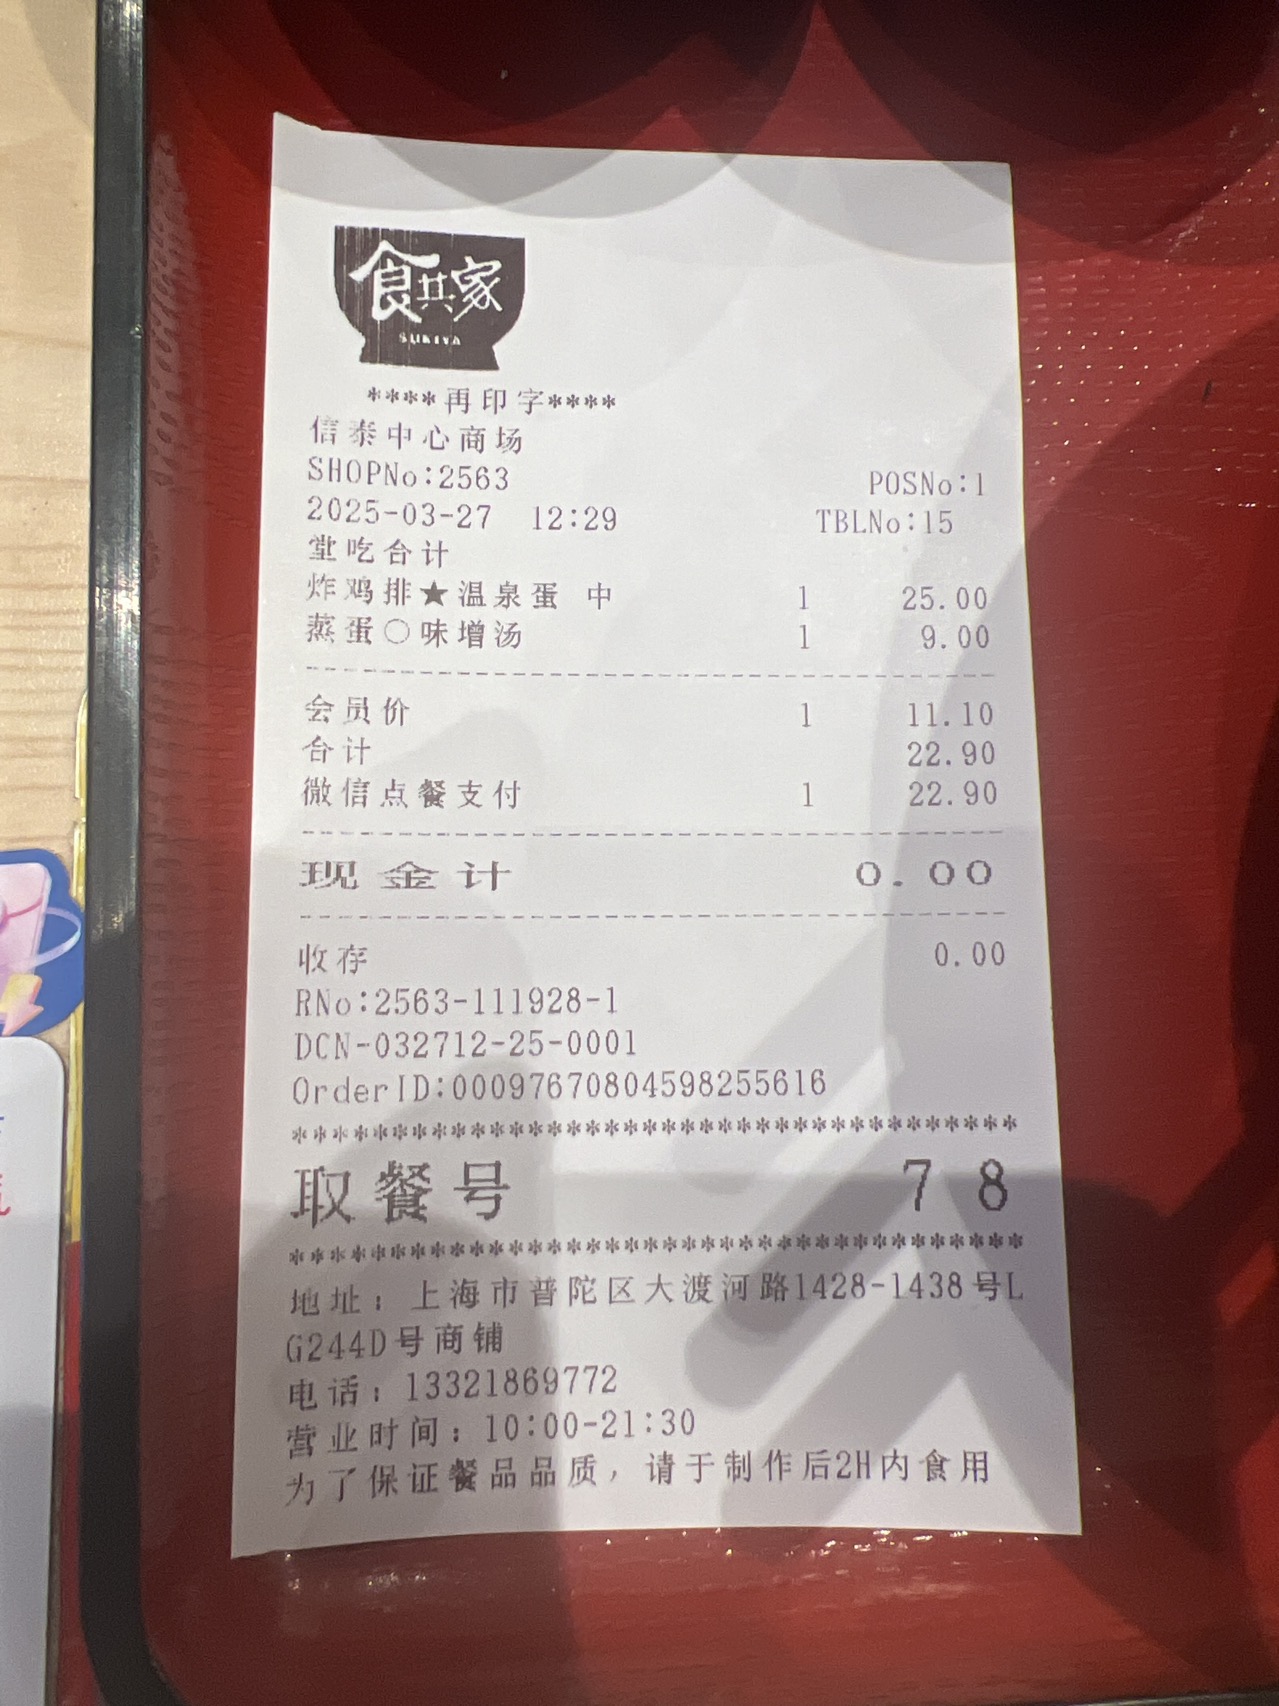 食其家
SUKIYA
****再印字****
信泰中心商场
SHOPNo:2563 POSNo:1
2025-03-27 12:29 TBLNo:15
堂吃合计
炸鸡排★温泉蛋 中 1 25.00
蒸蛋〇味增汤 1 9.00
会员价 1 11.10
合计 22.90
微信点餐支付 1 22.90
现金计 0.00
收存 0.00
RNo:2563-111928-1
DCN-032712-25-0001
OrderID:00097670804598255616
*************************************
取餐号 78
*************************************
地址：上海市普陀区大渡河路1428-1438号L
G244D号商铺
电话：13321869772
营业时间：10:00-21:30
为了保证餐品品质，请于制作后2H内食用